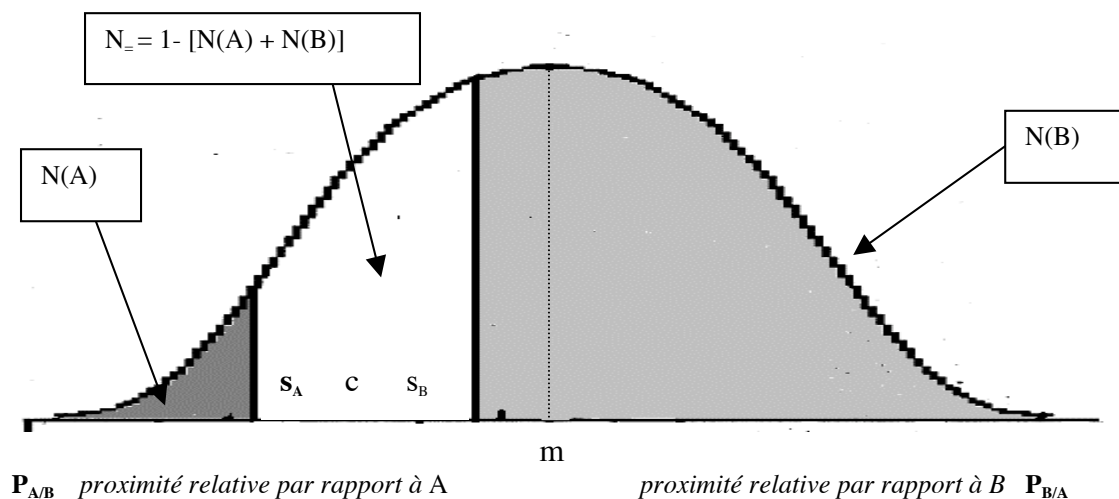 N₌ = 1- [N(A) + N(B)]
N(A)
N(B)
s_A c s_B
m
P_A/B proximité relative par rapport à A
proximité relative par rapport à B P_B/A